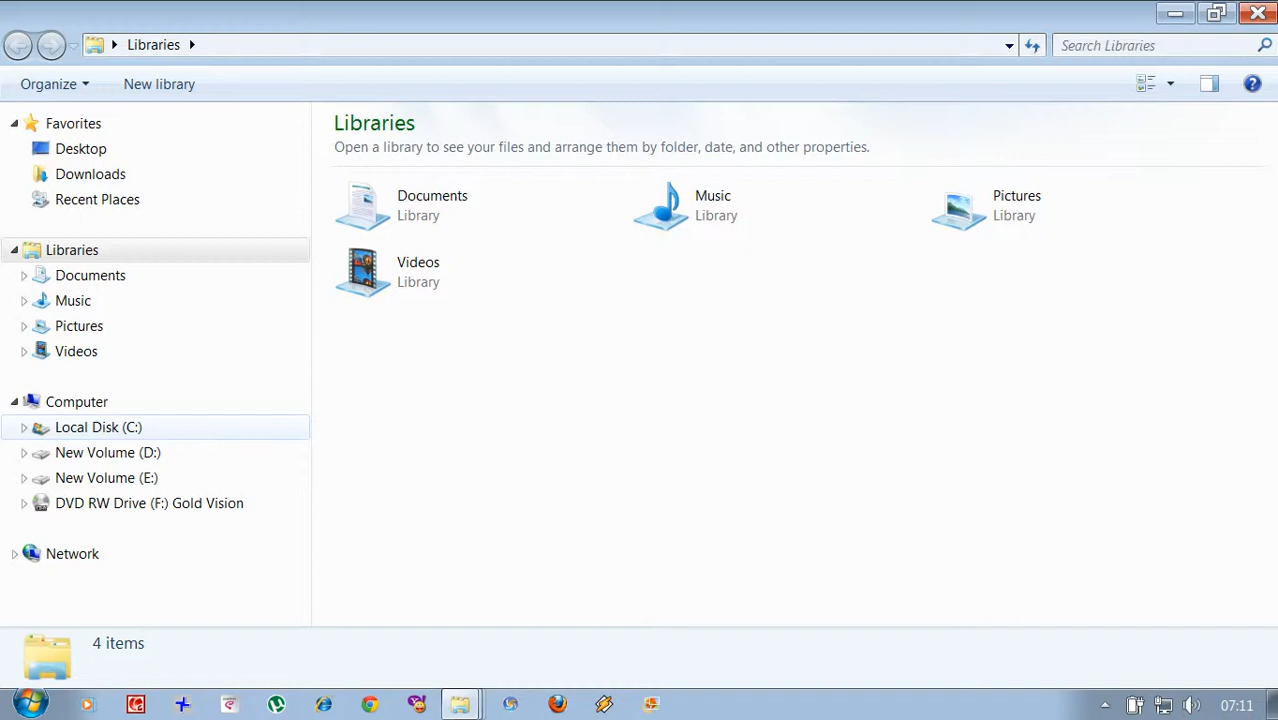 Libraries
Search Libraries
Organize
New library
Favorites
Desktop
Downloads
Recent Places
Libraries
Documents
Music
Pictures
Videos
Computer
Local Disk (C:)
New Volume (D:)
New Volume (E:)
DVD RW Drive (F:) Gold Vision
Network
Libraries
Open a library to see your files and arrange them by folder, date, and other properties.
Documents
Library
Music
Library
Pictures
Library
Videos
Library
4 items
07:11